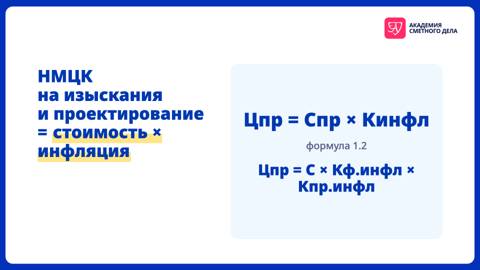 АКАДЕМИЯ
СМЕТНОГО ДЕЛА
НМЦК
на изыскания
и проектирование
= стоимость ×
инфляция
Цпр = Спр × Кинфл
формула 1.2
Цпр = С × Кф.инфл ×
Кпр.инфл